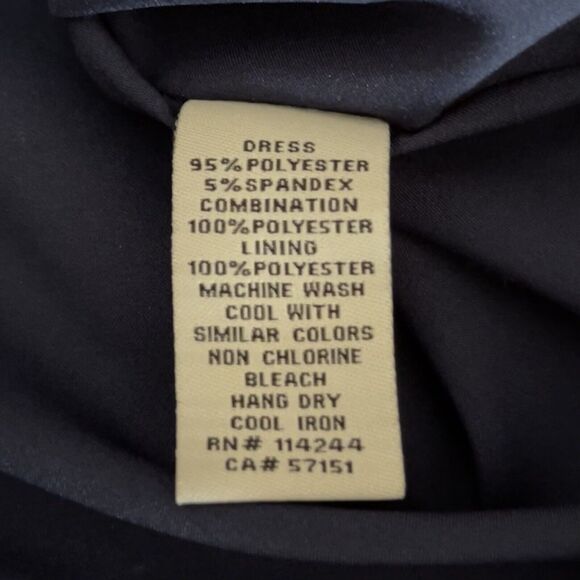 DRESS
95%POLYESTER
5%SPANDEX
COMBINATION
100%POLYESTER
LINING
100%POLYESTER
MACHINE WASH
COOL WITH
SIMILAR COLORS
NON CHLORINE
BLEACH
HANG DRY
COOL IRON
RN# 114244
CA# 57151